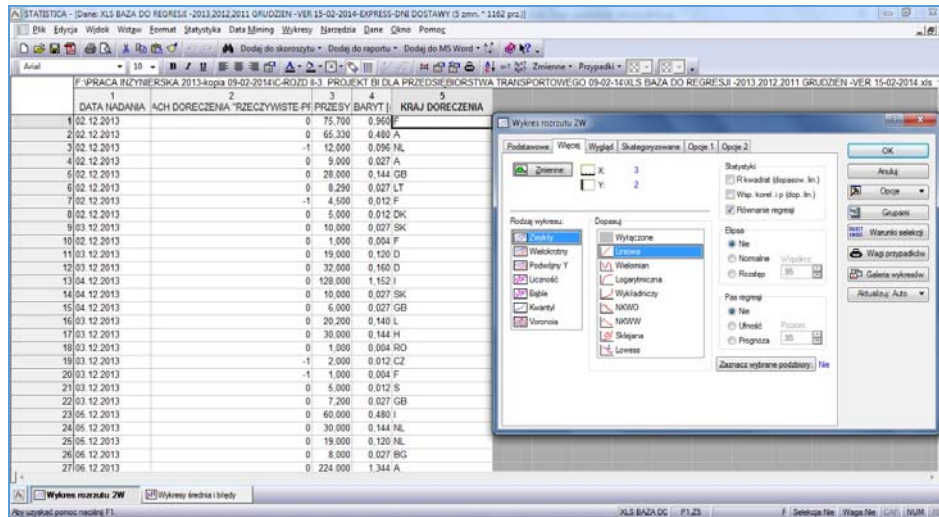 STATISTICA - [Dane: XLS BAZA DO REGRESJI -2013,2012,2011 GRUDZIEŃ -VER 15-02-2014-EXPRESS-DNI DOSTAWY (5 zmn. * 1162 prz.)]
Plik Edycja Widok Wstaw Format Statystyka Data Mining Wykresy Narzędzia Dane Okno Pomoc
Dodaj do skoroszytu Dodaj do raportu Dodaj do MS Word
Arial 10 B I U Zmienne Przypadki
F:\PRACA INŻYNIERSKA 2013-kopia 09-02-2014\C-ROZD II-3 PROJEKT BI DLA PRZEDSIĘBIORSTWA TRANSPORTOWEGO 09-02-14\XLS BAZA DO REGRESJI -2013,2012,2011 GRUDZIEŃ -VER 15-02-2014.xls
1 2 3 4 5
DATA NADANIA ACH DORECZENIA "RZECZYWISTE-PI PRZESY BARYT [ KRAJ DORECZENIA
1 02.12.2013 0 75,700 0,960 F
2 02.12.2013 0 65,330 0,480 A
3 02.12.2013 -1 12,000 0,096 NL
4 02.12.2013 0 9,000 0,027 A
5 02.12.2013 0 28,000 0,144 GB
6 02.12.2013 0 8,290 0,027 LT
7 02.12.2013 -1 4,500 0,012 F
8 02.12.2013 0 5,000 0,012 DK
9 03.12.2013 0 10,000 0,027 SK
10 02.12.2013 0 1,000 0,004 F
11 03.12.2013 0 19,000 0,120 D
12 03.12.2013 0 32,000 0,160 D
13 04.12.2013 0 128,000 1,152 I
14 04.12.2013 0 10,000 0,027 SK
15 04.12.2013 0 6,000 0,027 GB
16 03.12.2013 0 20,200 0,140 L
17 03.12.2013 0 30,000 0,144 H
18 03.12.2013 0 1,000 0,004 RO
19 03.12.2013 -1 2,000 0,012 CZ
20 03.12.2013 -1 1,000 0,004 F
21 03.12.2013 0 5,000 0,012 S
22 03.12.2013 0 7,200 0,027 GB
23 05.12.2013 0 60,000 0,480 I
24 05.12.2013 0 30,000 0,144 NL
25 05.12.2013 0 19,000 0,120 NL
26 06.12.2013 0 8,000 0,027 BG
27 06.12.2013 0 224,000 1,344 A
Wykres rozrzutu 2W
Podstawowe Więcej Wygląd Skategoryzowane Opcje 1 Opcje 2
Zmienne: X: 3
Y: 2
Rodzaj wykresu:
Zwykły
Wielokrotny
Podwójny Y
Liczność
Bąble
Kwantyl
Voronoia
Dopasuj:
Wyłączone
Liniowa
Wielomian
Logarytmiczna
Wykładniczy
NKWO
NKWW
Sklejana
Lowess
Statystyki
R kwadrat (dopasow. lin.)
Wsp. korel. i p (dop. lin.)
Równanie regresji
Elipsa
Nie
Normalne
Rozstęp ,95
Pas regresji
Nie
Ufność Poziom:
Prognoza ,95
Zaznacz wybrane podzbiory: Nie
OK
Anuluj
Opcje
Grupami
Warunki selekcji
Wagi przypadków
Galeria wykresów
Aktualizuj: Auto
Wykres rozrzutu 2W Wykresy średnia i błędy
Aby uzyskać pomoc naciśnij F1. XLS BAZA DC Selekcja:Nie Waga:Nie CAP NUM